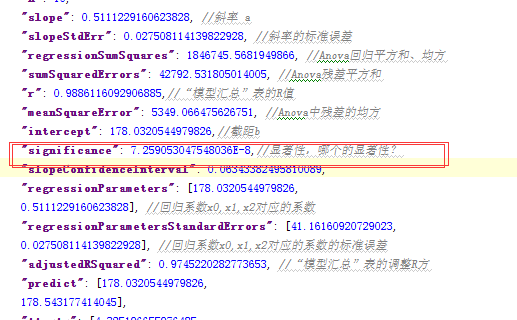 "slope": 0.5111229160623828, //斜率 a
"slopeStdErr": 0.027508114139822928, //斜率的标准误差
"regressionSumSquares": 1846745.5681949866, //Anova回归平方和、均方
"sumSquaredErrors": 42792.531805014005, //Anova残差平方和
"r": 0.9886116092906885, //“模型汇总”表的R值
"meanSquareError": 5349.066475626751, //Anova中残差的均方
"intercept": 178.0320544979826,//截距b
"significance": 7.259053047548036E-8,//显著性，哪个的显著性？
"slopeConfidenceInterval": 0.06343382495810089,
"regressionParameters": [178.0320544979826,
0.5111229160623828], //回归系数x0,x1,x2对应的系数
"regressionParametersStandardErrors": [41.16160920729023,
0.027508114139822928],//回归系数x0,x1,x2对应的系数的标准误差
"adjustedRSquared": 0.9745220282773653, //“模型汇总”表的调整R方
"predict": [178.0320544979826,
178.543177414045],